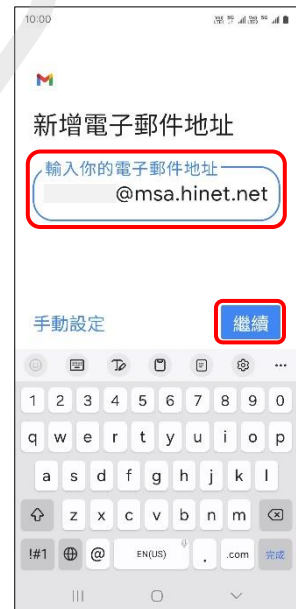 10:00
新增電子郵件地址
輸入你的電子郵件地址
@msa.hinet.net
手動設定
繼續
1 2 3 4 5 6 7 8 9 0
q w e r t y u i o p
a s d f g h j k l
z x c v b n m
!#1 @ EN(US) . .com 完成